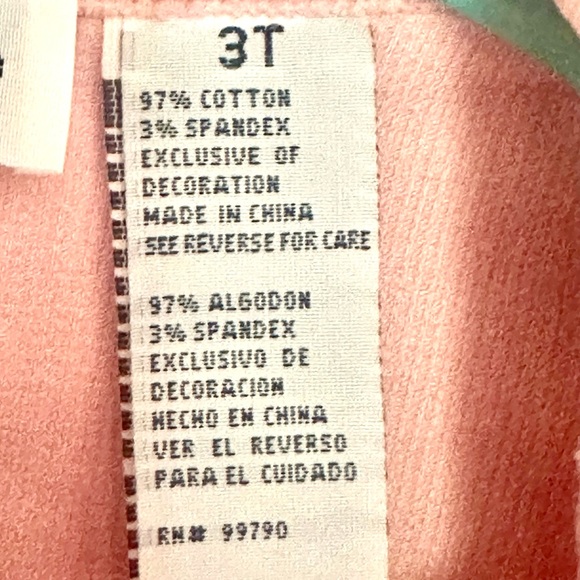 3T
97% COTTON
3% SPANDEX
EXCLUSIVE OF
DECORATION
MADE IN CHINA
SEE REVERSE FOR CARE
97% ALGODON
3% SPANDEX
EXCLUSIVO DE
DECORACION
HECHO EN CHINA
VER EL REVERSO
PARA EL CUIDADO
RN# 99790